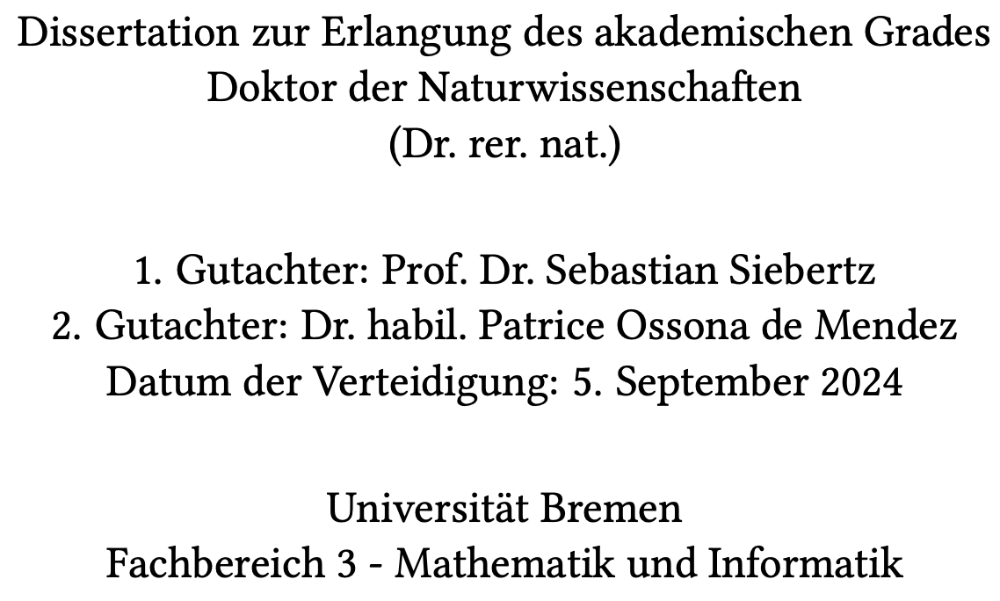 Dissertation zur Erlangung des akademischen Grades
Doktor der Naturwissenschaften
(Dr. rer. nat.)
1. Gutachter: Prof. Dr. Sebastian Siebertz
2. Gutachter: Dr. habil. Patrice Ossona de Mendez
Datum der Verteidigung: 5. September 2024
Universität Bremen
Fachbereich 3 - Mathematik und Informatik